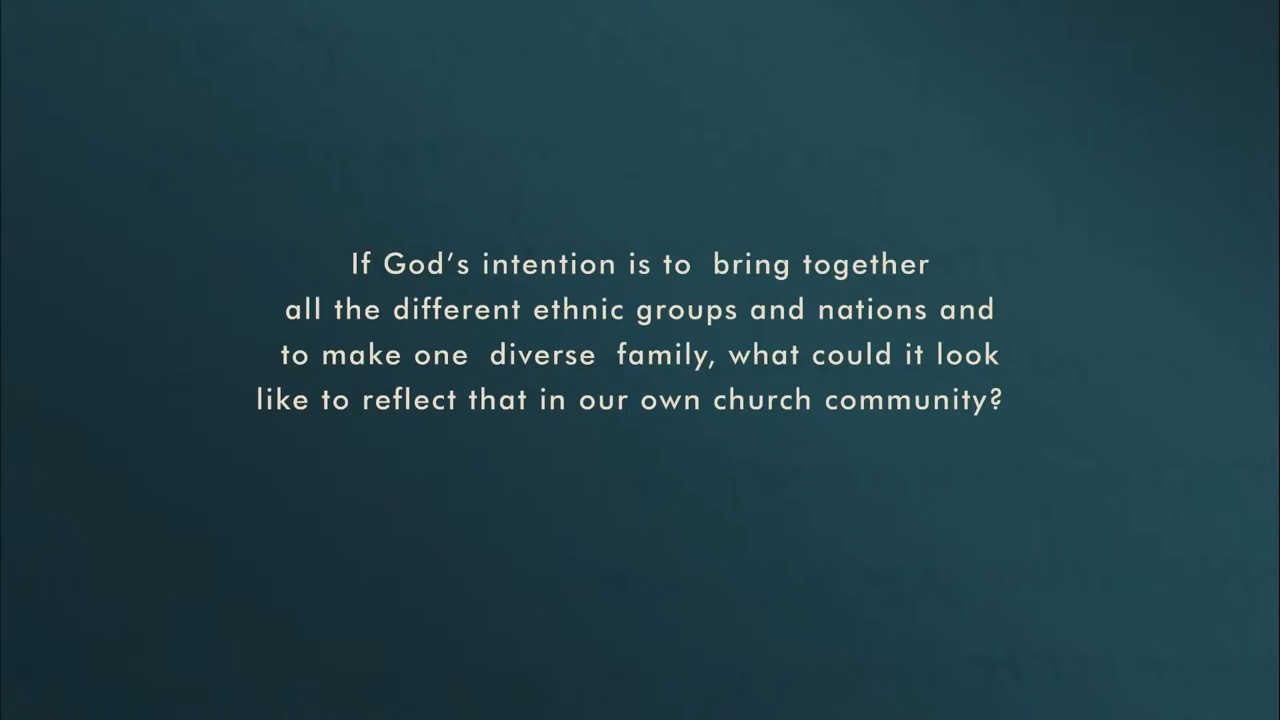 If God’s intention is to bring together
all the different ethnic groups and nations and
to make one diverse family, what could it look
like to reflect that in our own church community?